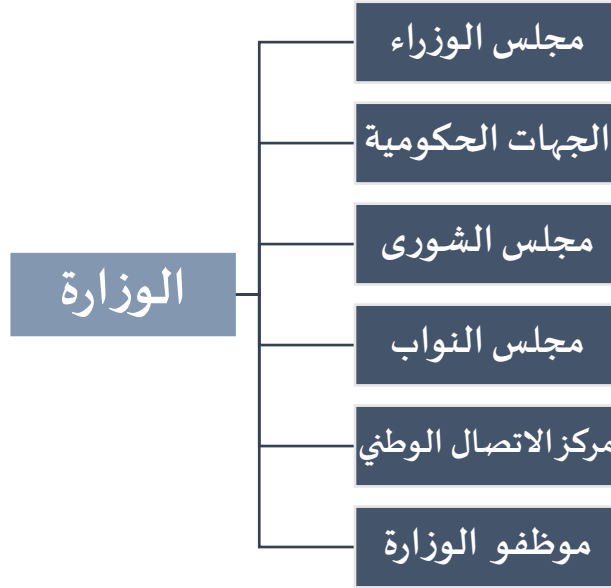 مجلس الوزراء
الجهات الحكومية
مجلس الشورى
الوزارة
مجلس النواب
مركز الاتصال الوطني
موظفو الوزارة